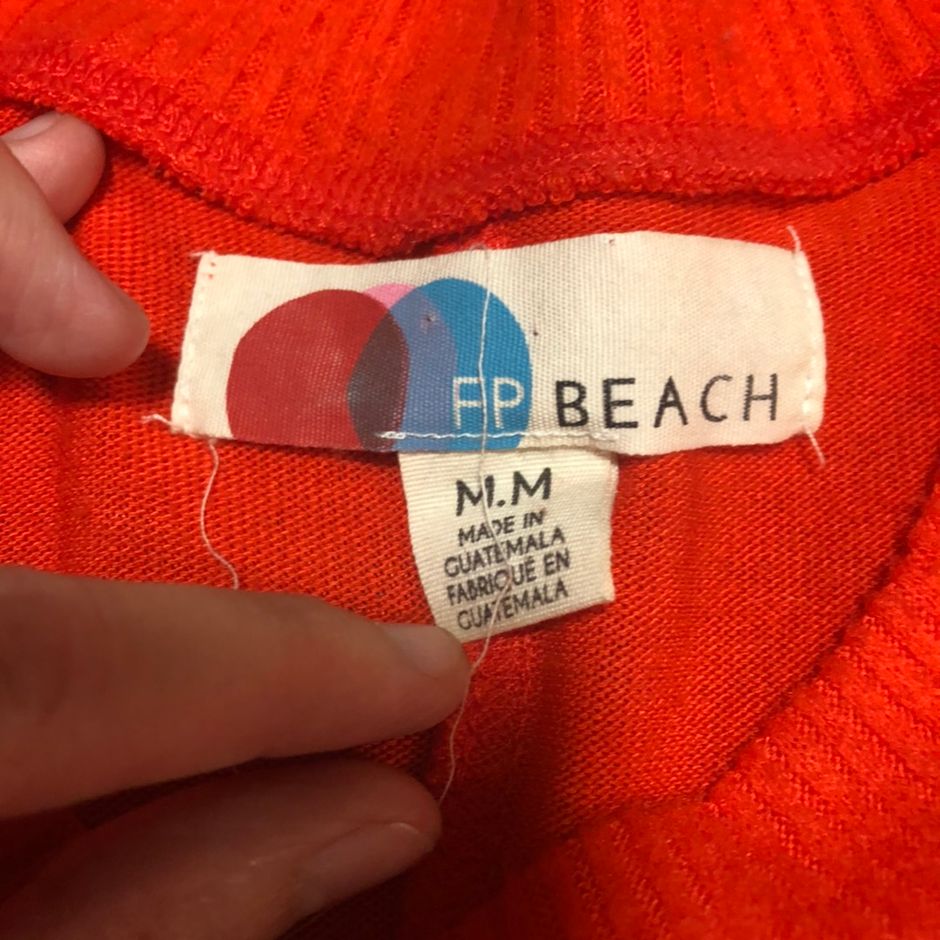 FP BEACH
M.M
MADE IN
GUATEMALA
FABRIQUÉ EN
GUATEMALA